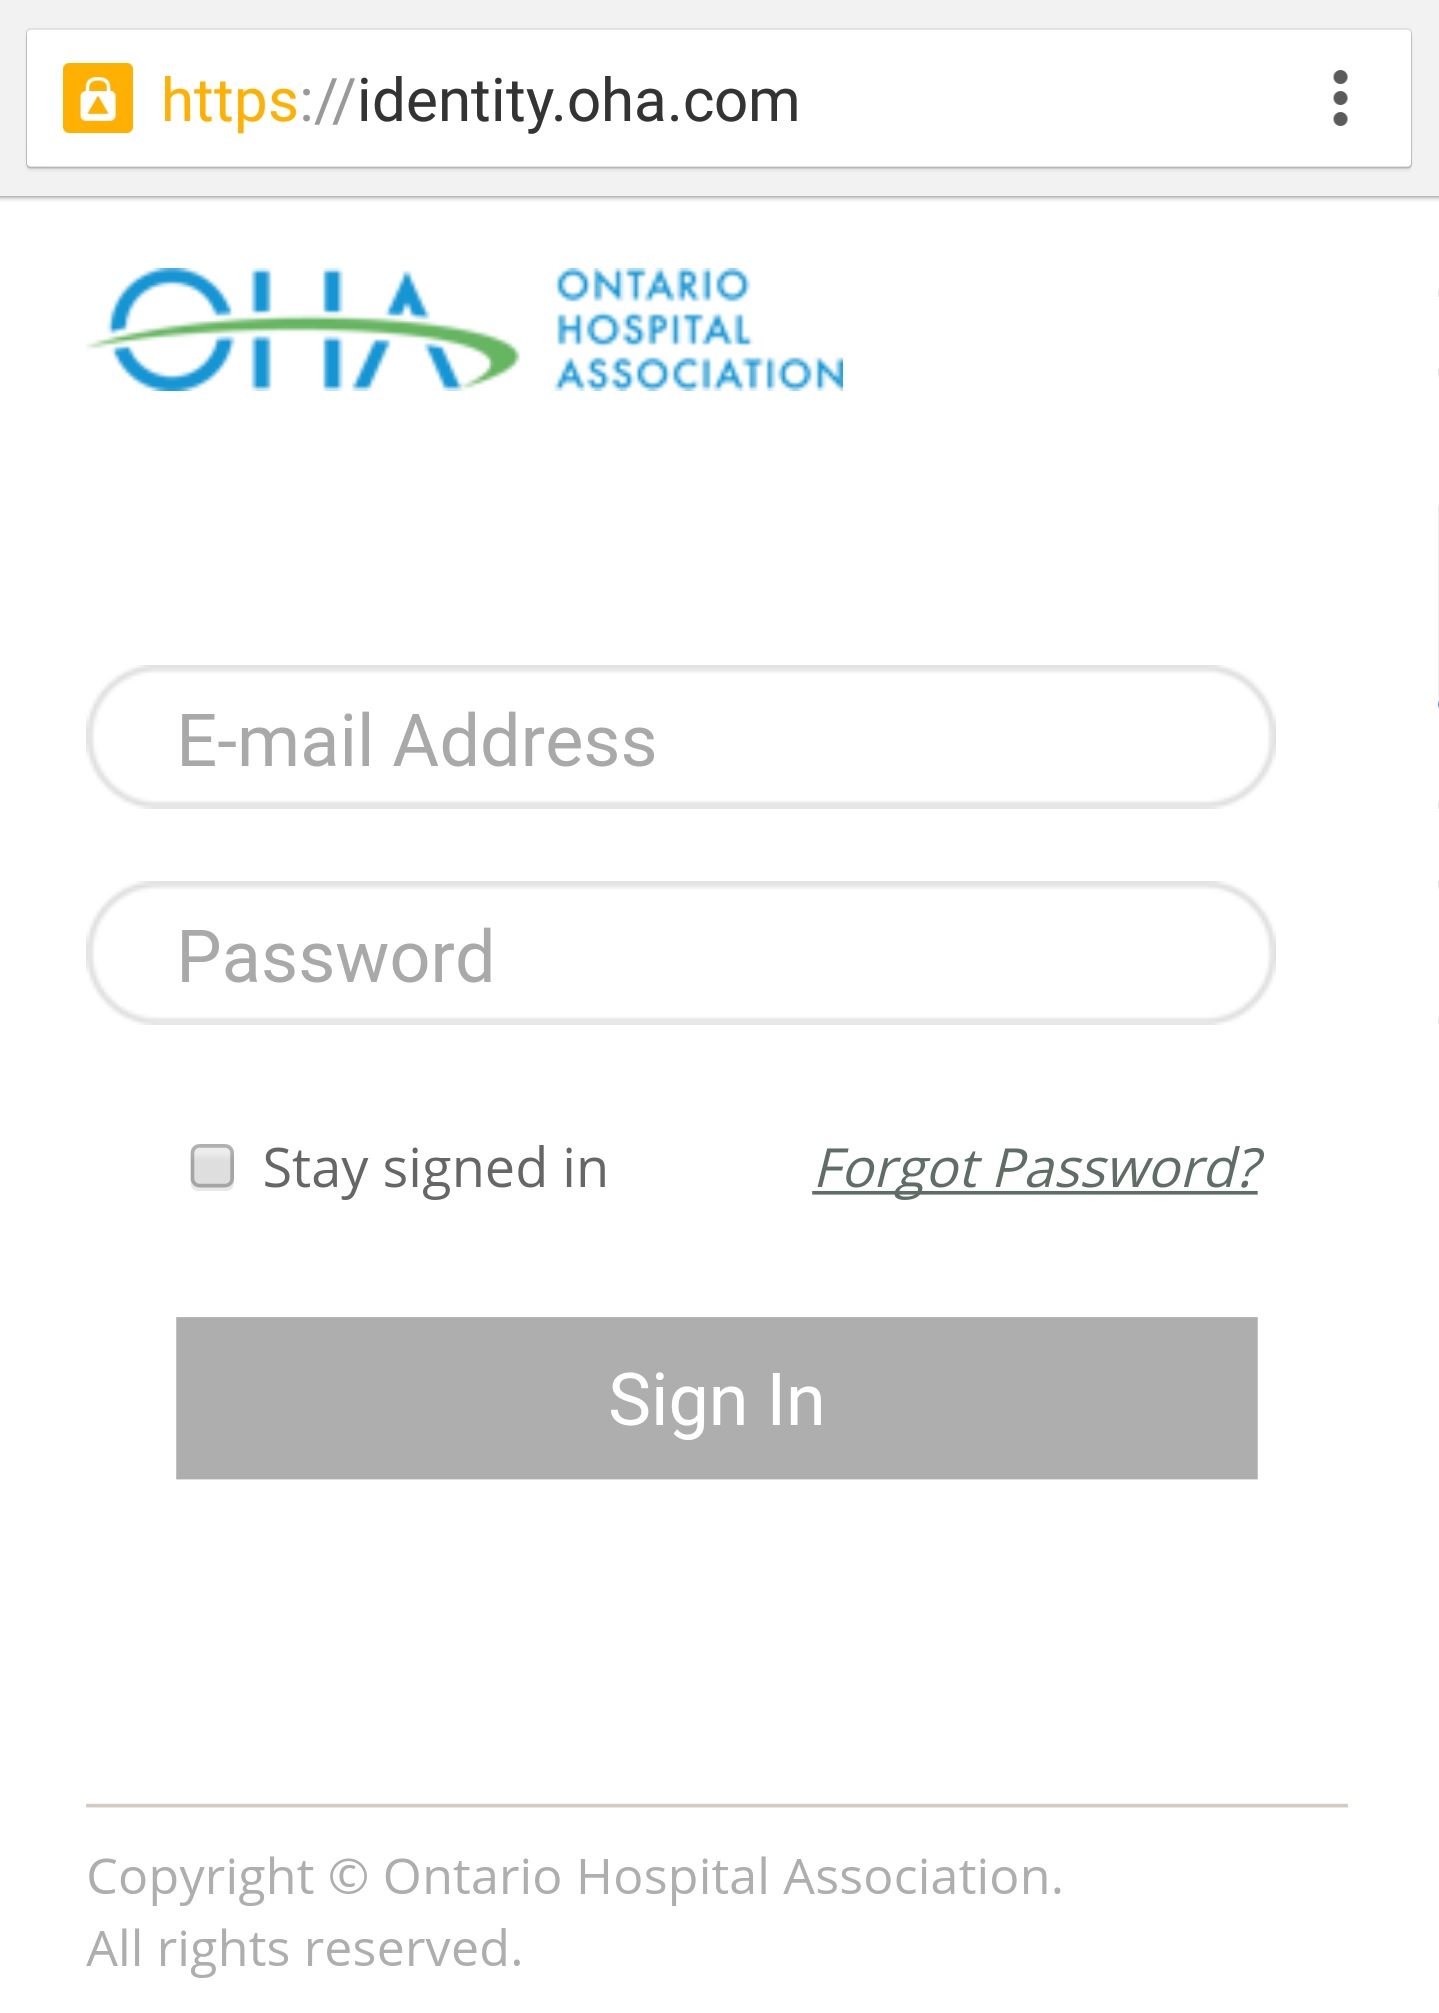 https://identity.oha.com
OHA
ONTARIO
HOSPITAL
ASSOCIATION
E-mail Address
Password
Stay signed in Forgot Password?
Sign In
Copyright © Ontario Hospital Association.
All rights reserved.